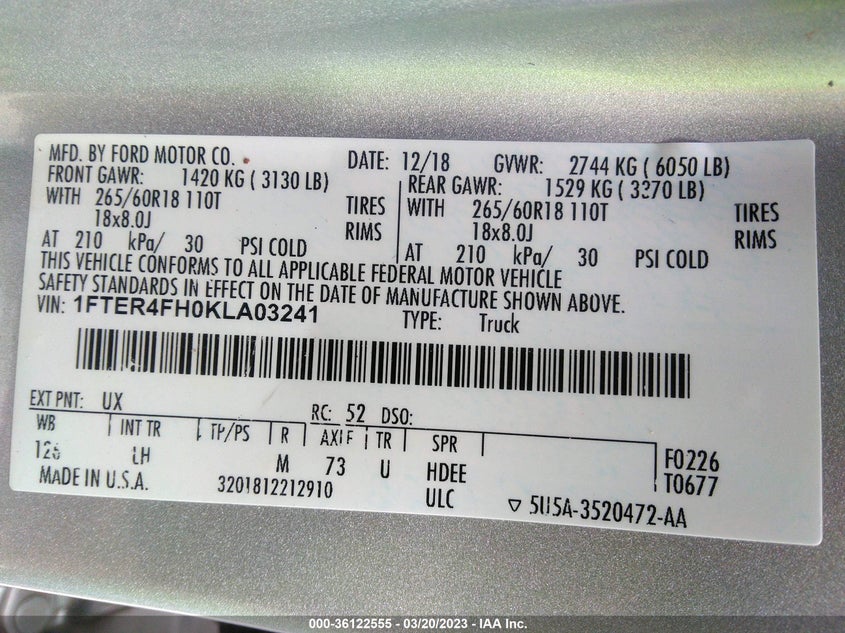 MFD. BY FORD MOTOR CO. DATE: 12/18 GVWR: 2744 KG ( 6050 LB)
FRONT GAWR: 1420 KG ( 3130 LB) REAR GAWR: 1529 KG ( 3370 LB)
WITH 265/60R18 110T TIRES WITH 265/60R18 110T TIRES
18x8.0J RIMS 18x8.0J RIMS
AT 210 kPa/ 30 PSI COLD AT 210 kPa/ 30 PSI COLD
THIS VEHICLE CONFORMS TO ALL APPLICABLE FEDERAL MOTOR VEHICLE
SAFETY STANDARDS IN EFFECT ON THE DATE OF MANUFACTURE SHOWN ABOVE.
VIN: 1FTER4FH0KLA03241 TYPE: Truck
EXT PNT: UX RC: 52 DSO:
WB INT TR TP/PS R AXLE TR SPR F0226
126 LH M 73 U HDEE T0677
MADE IN U.S.A. 3201812212910 ULC ▽ 5U5A-3520472-AA
000-36122555 - 03/20/2023 - IAA Inc.